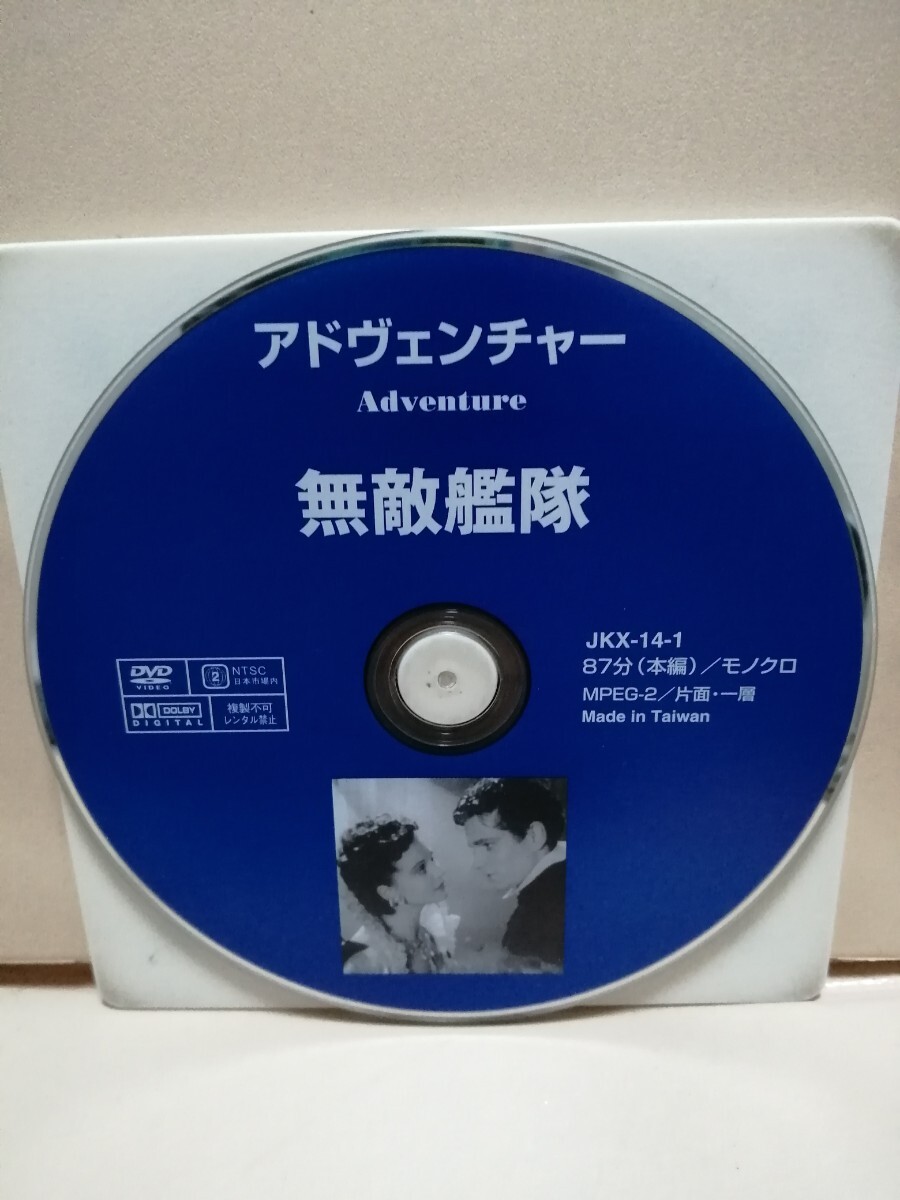 アドヴェンチャー
Adventure
無敵艦隊
DVD
VIDEO
2
NTSC
日本市場内
DOLBY
DIGITAL
複製不可
レンタル禁止
JKX-14-1
87分(本編)/モノクロ
MPEG-2/片面・一層
Made in Taiwan